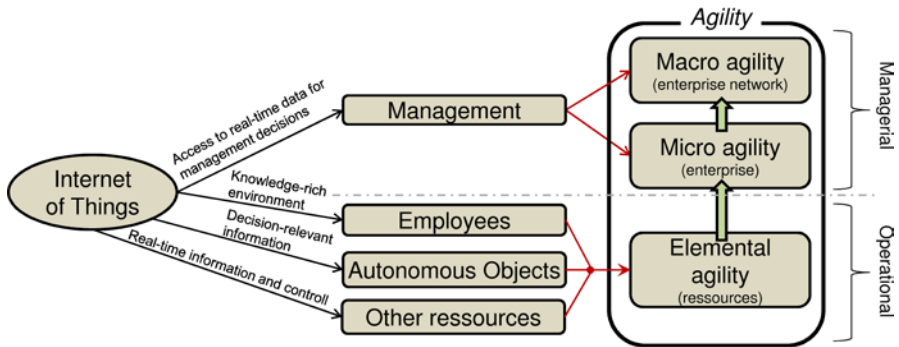 Agility
Internet
of Things
Access to real-time data for
management decisions
Knowledge-rich
environment
Decision-relevant
information
Real-time information and controll
Management
Employees
Autonomous Objects
Other ressources
Macro agility
(enterprise network)
Micro agility
(enterprise)
Elemental
agility
(ressources)
Managerial
Operational